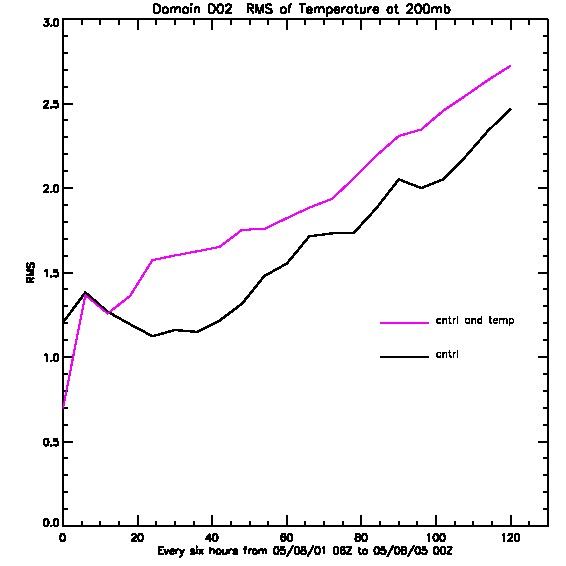 Domain D02 RMS of Temperature at 200mb
3.0
2.5
2.0
1.5
1.0
0.5
0.0
RMS
cntrl and temp
cntrl
0 20 40 60 80 100 120
Every six hours from 05/08/01 06Z to 05/08/05 00Z